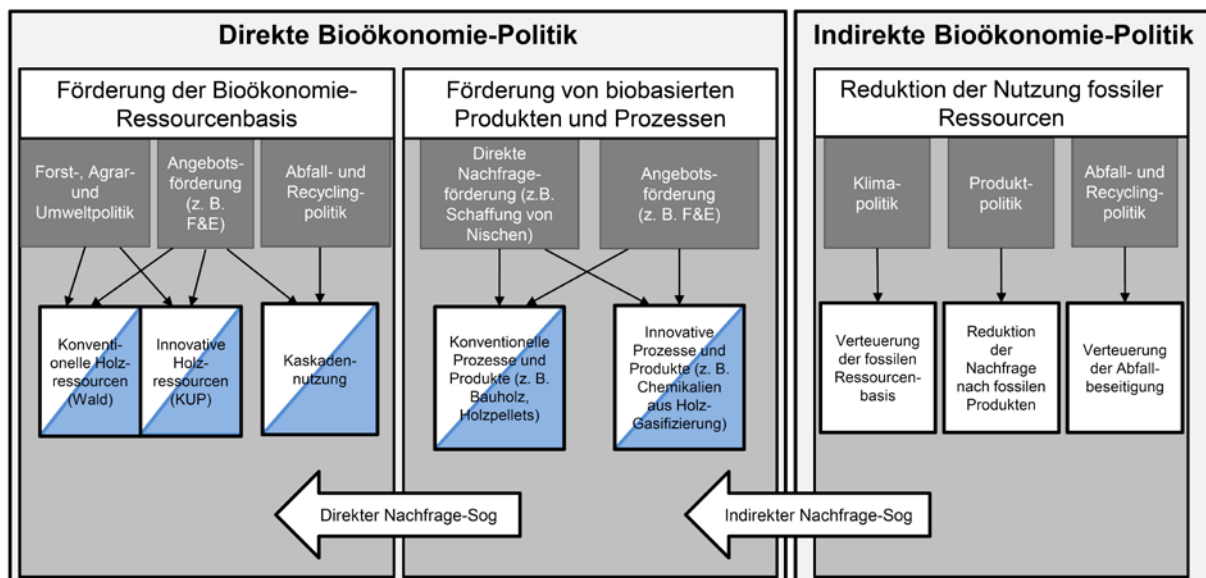 Direkte Bioökonomie-Politik
Förderung der Bioökonomie-
Ressourcenbasis
Forst-, Agrar-
und
Umweltpolitik
Angebots-
förderung
(z. B.
F&E)
Abfall- und
Recycling-
politik
Konventi-
onelle Holz-
ressourcen
(Wald)
Innovative
Holz-
ressourcen
(KUP)
Kaskaden-
nutzung
Förderung von biobasierten
Produkten und Prozessen
Direkte
Nachfrage-
förderung (z.B.
Schaffung von
Nischen)
Angebots-
förderung
(z. B. F&E)
Konventionelle
Prozesse und
Produkte (z. B.
Bauholz,
Holzpellets)
Innovative
Prozesse und
Produkte (z. B.
Chemikalien
aus Holz-
Gasifizierung)
Direkter Nachfrage-Sog
Indirekte Bioökonomie-Politik
Reduktion der Nutzung fossiler
Ressourcen
Klima-
politik
Produkt-
politik
Abfall- und
Recycling-
politik
Verteuerung
der fossilen
Ressourcen-
basis
Reduktion
der
Nachfrage
nach fossilen
Produkten
Verteuerung
der Abfall-
beseitigung
Indirekter Nachfrage-Sog